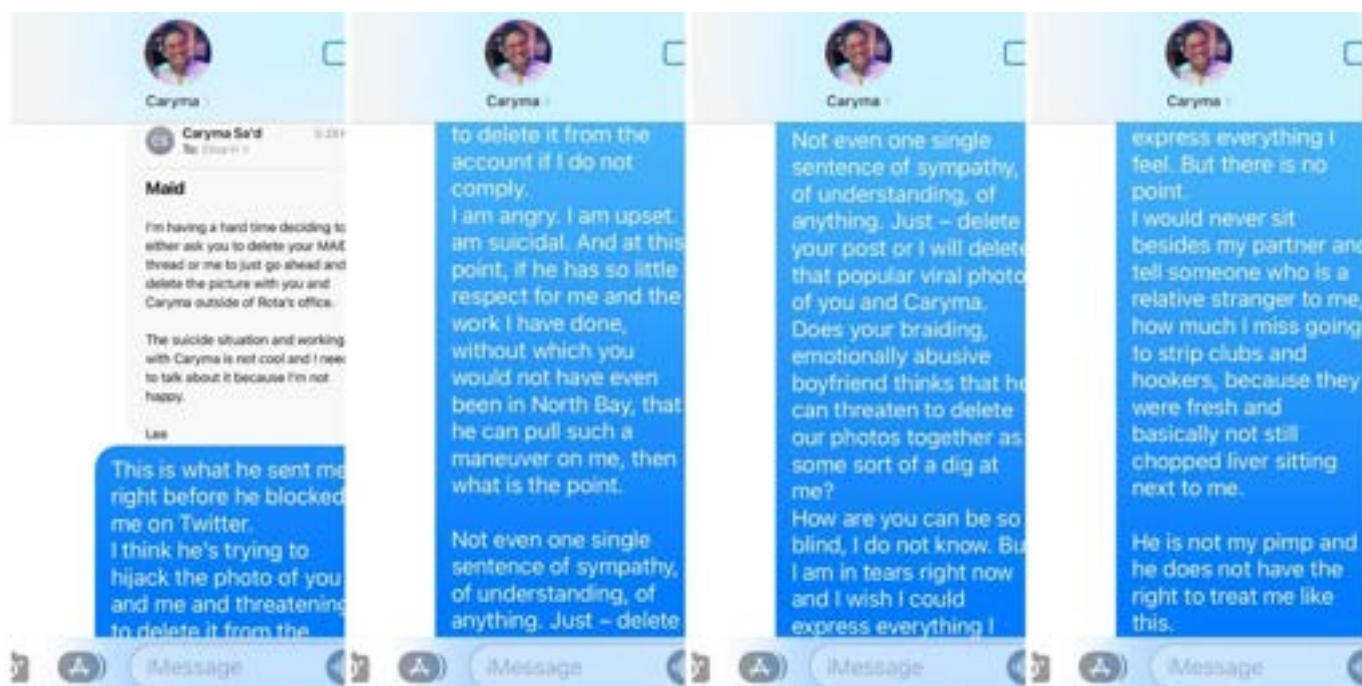 Caryma
Caryma Sa'd
To:
Maid
I'm having a hard time deciding to
either ask you to delete your MAID
thread or me to just go ahead and
delete the picture with you and
Caryma outside of Rota's office.
The suicide situation and working
with Caryma is not cool and I need
to talk about it because I'm not
happy.
Lee
This is what he sent me
right before he blocked
me on Twitter.
I think he's trying to
hijack the photo of you
and me and threatening
to delete it from the
iMessage
Caryma
to delete it from the
account if I do not
comply.
I am angry. I am upset.
am suicidal. And at this
point, if he has so little
respect for me and the
work I have done,
without which you
would not have even
been in North Bay, that
he can pull such a
maneuver on me, then
what is the point.
Not even one single
sentence of sympathy,
of understanding, of
anything. Just – delete
iMessage
Caryma
Not even one single
sentence of sympathy,
of understanding, of
anything. Just – delete
your post or I will delete
that popular viral photo
of you and Caryma.
Does your braiding,
emotionally abusive
boyfriend thinks that he
can threaten to delete
our photos together as
some sort of a dig at
me?
How are you can be so
blind, I do not know. Bu
I am in tears right now
and I wish I could
express everything I
iMessage
Caryma
express everything I
feel. But there is no
point.
I would never sit
besides my partner and
tell someone who is a
relative stranger to me,
how much I miss going
to strip clubs and
hookers, because they
were fresh and
basically not still
chopped liver sitting
next to me.
He is not my pimp and
he does not have the
right to treat me like
this.
iMessage